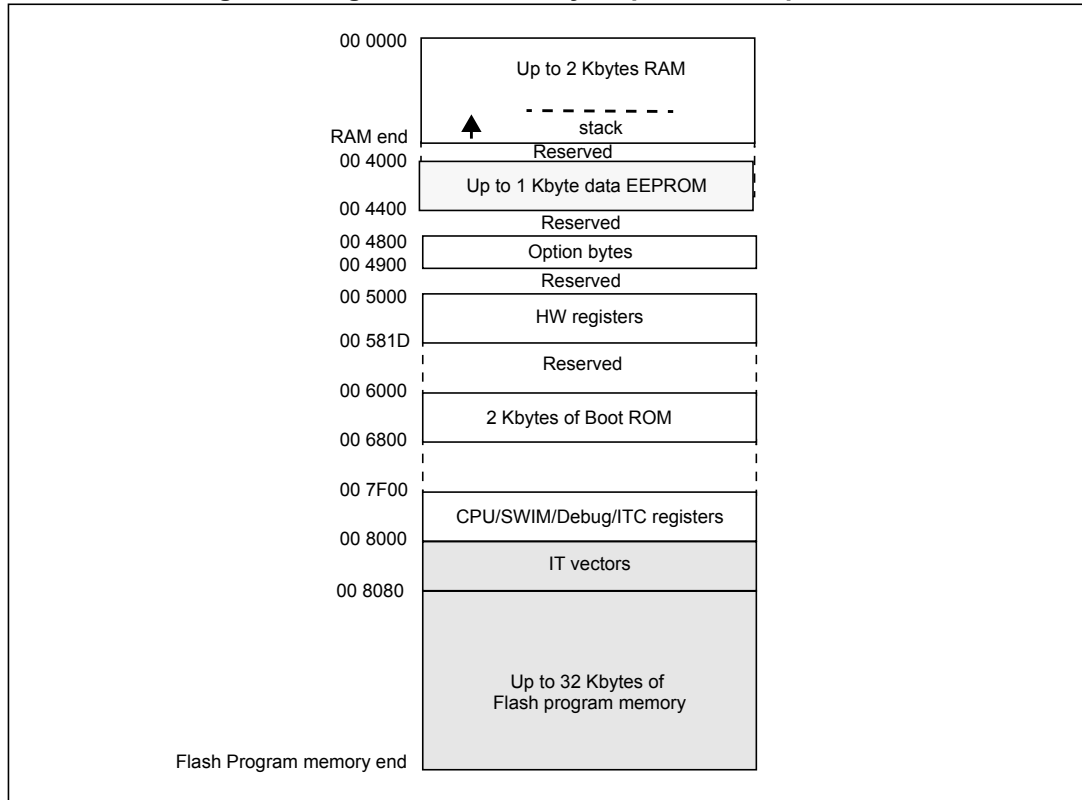 00 0000
Up to 2 Kbytes RAM
stack
RAM end
Reserved
00 4000
Up to 1 Kbyte data EEPROM
00 4400
Reserved
00 4800
Option bytes
00 4900
Reserved
00 5000
HW registers
00 581D
Reserved
00 6000
2 Kbytes of Boot ROM
00 6800
00 7F00
CPU/SWIM/Debug/ITC registers
00 8000
IT vectors
00 8080
Up to 32 Kbytes of
Flash program memory
Flash Program memory end